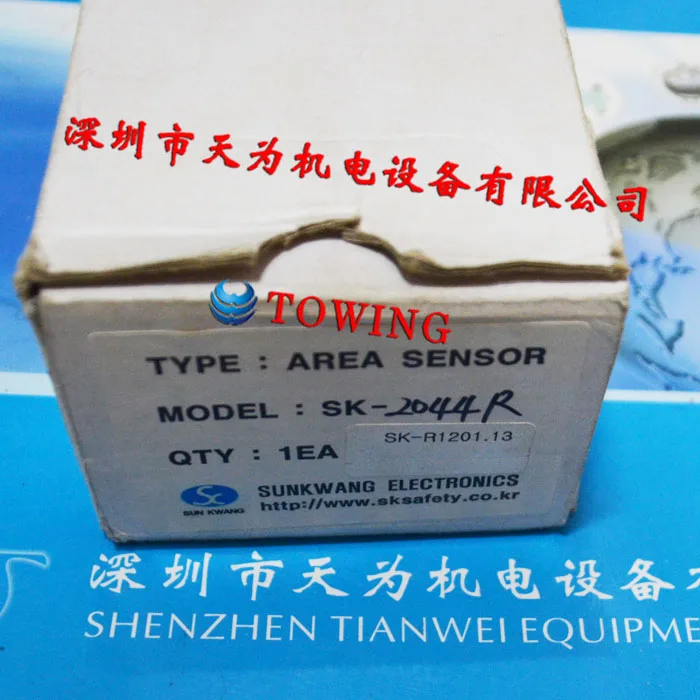 深圳市天为机电设备有限公司
TOWING
TYPE : AREA SENSOR
MODEL : SK-2044R
SK-R1201.13
QTY : 1EA
SC
SUN KWANG
SUNKWANG ELECTRONICS
http://www.sksafety.co.kr
深圳市天为机电设备有
SHENZHEN TIANWEI EQUIPME